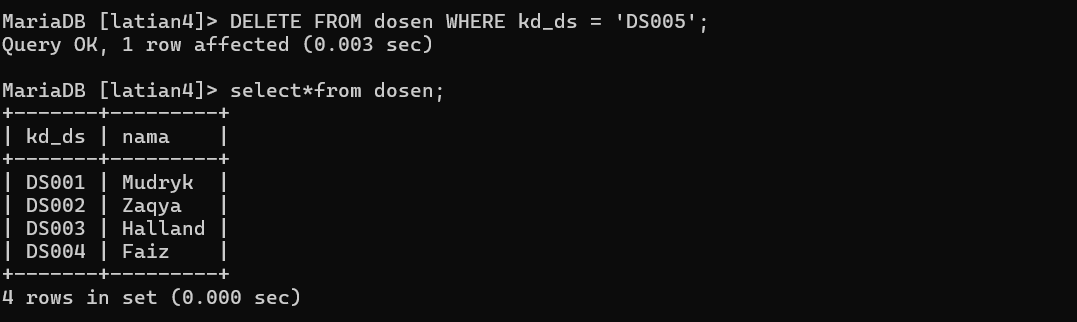 MariaDB [latian4]> DELETE FROM dosen WHERE kd_ds = 'DS005';
Query OK, 1 row affected (0.003 sec)

MariaDB [latian4]> select*from dosen;
+-------+---------+
| kd_ds | nama    |
+-------+---------+
| DS001 | Mudryk  |
| DS002 | Zaqya   |
| DS003 | Halland |
| DS004 | Faiz    |
+-------+---------+
4 rows in set (0.000 sec)